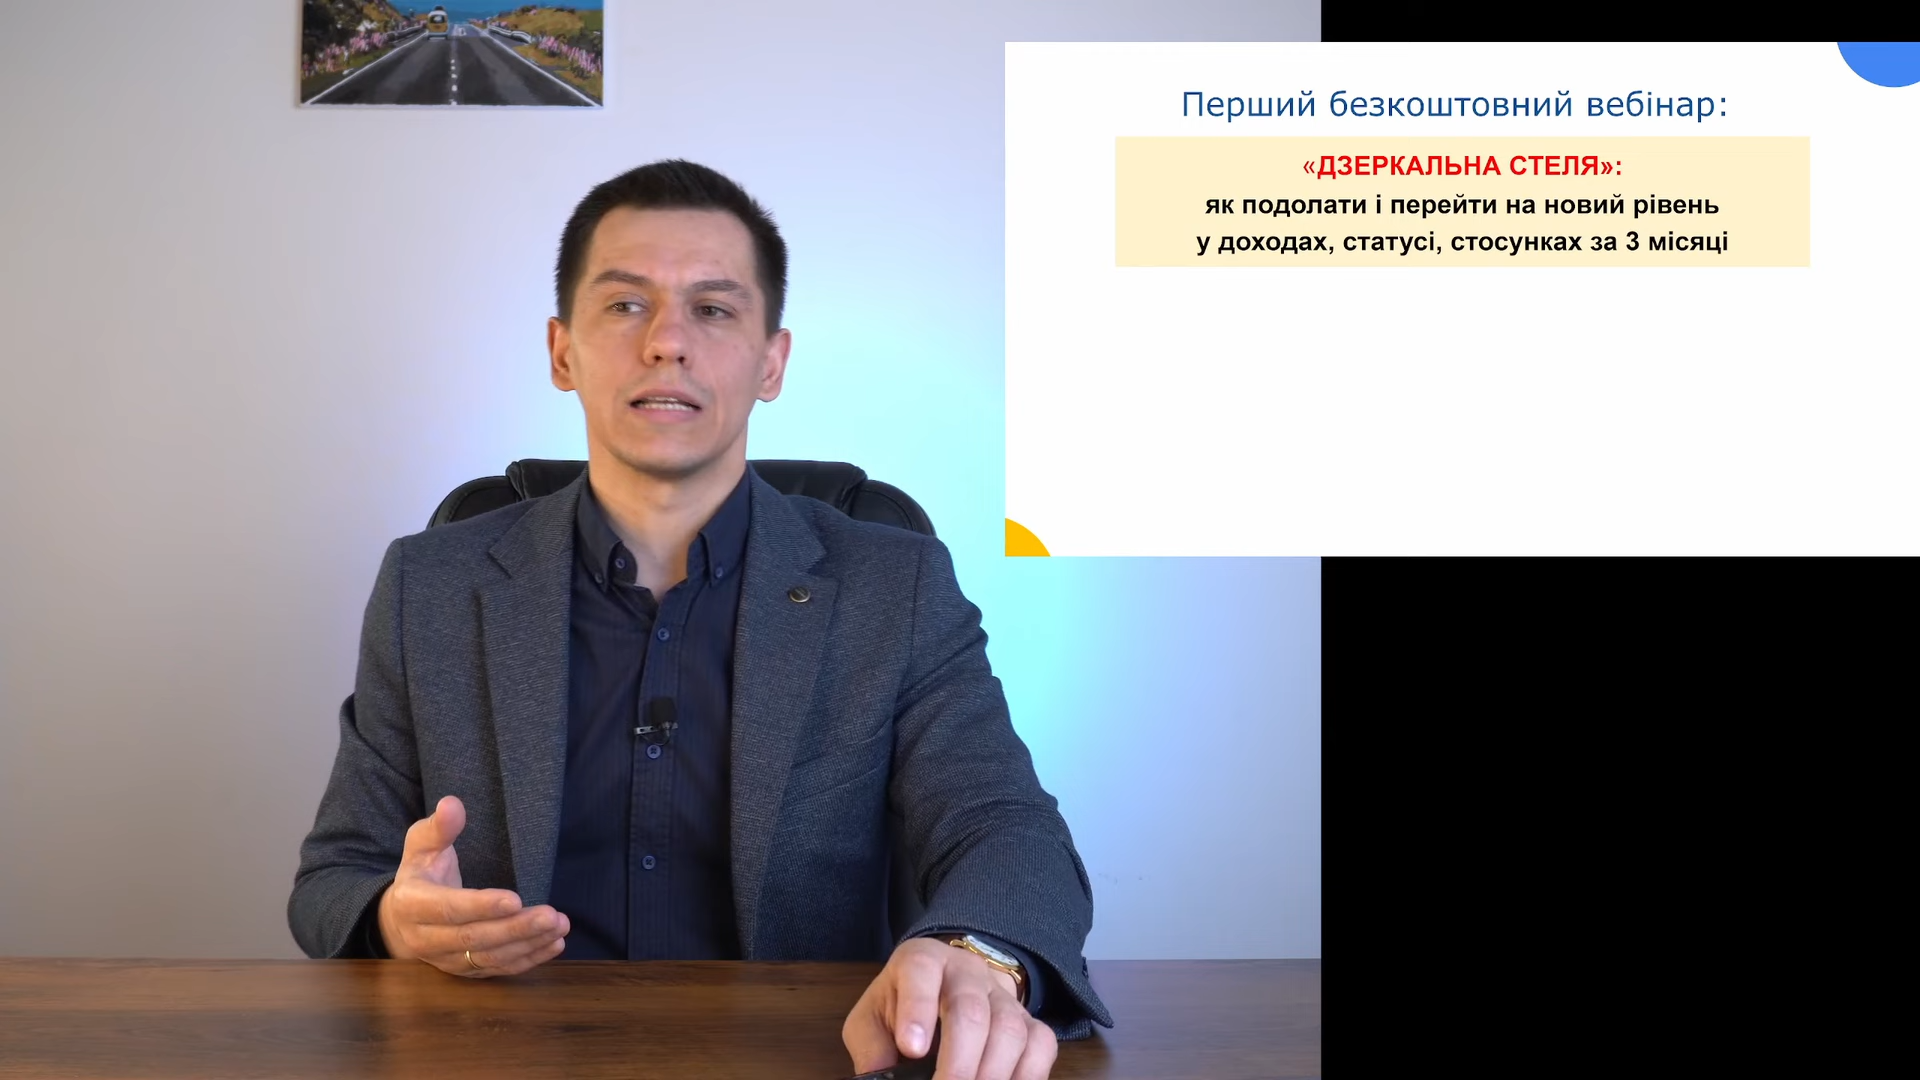 Перший безкоштовний вебінар:
«ДЗЕРКАЛЬНА СТЕЛЯ»:
як подолати і перейти на новий рівень
у доходах, статусі, стосунках за 3 місяці